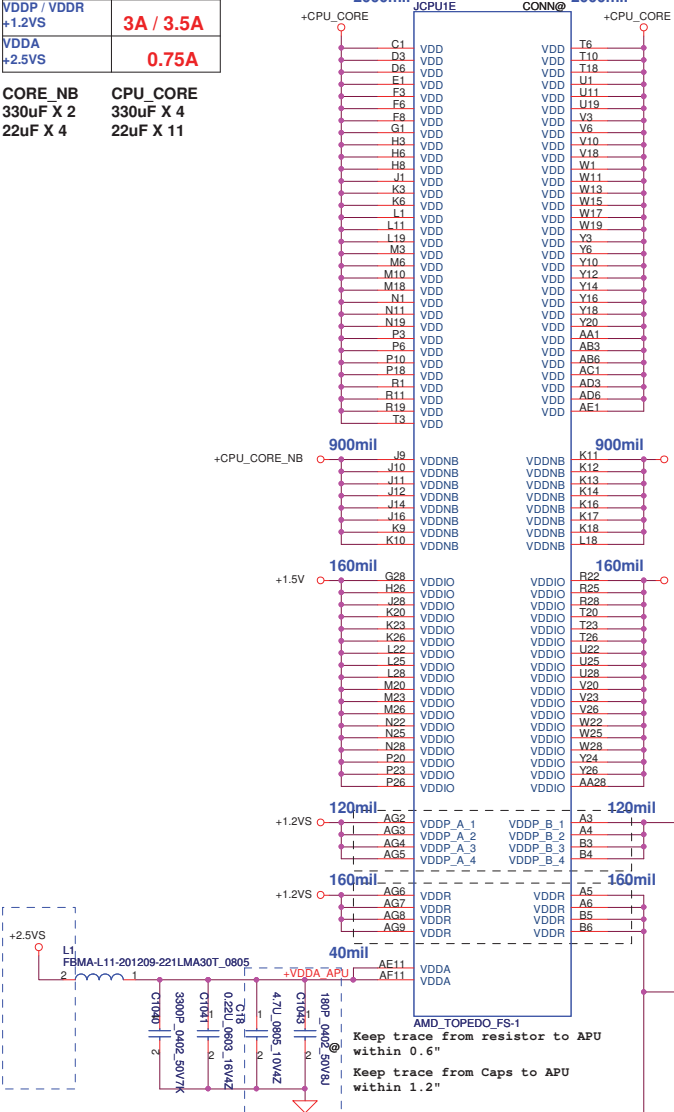 VDDP / VDDR
+1.2VS
3A / 3.5A
VDDA
+2.5VS
0.75A
CORE_NB CPU_CORE
330uF X 2 330uF X 4
22uF X 4 22uF X 11
+CPU_CORE
JCPU1E CONN@
+CPU_CORE
C1 VDD VDD T6
D3 VDD VDD T10
D6 VDD VDD T18
E1 VDD VDD U1
F3 VDD VDD U11
F6 VDD VDD U19
F8 VDD VDD V3
G1 VDD VDD V6
H3 VDD VDD V10
H6 VDD VDD V18
H8 VDD VDD W1
J1 VDD VDD W11
K3 VDD VDD W13
K6 VDD VDD W15
L1 VDD VDD W17
L11 VDD VDD W19
L19 VDD VDD Y3
M3 VDD VDD Y6
M6 VDD VDD Y10
M10 VDD VDD Y12
M18 VDD VDD Y14
N1 VDD VDD Y16
N11 VDD VDD Y18
N19 VDD VDD Y20
P3 VDD VDD AA1
P6 VDD VDD AB3
P10 VDD VDD AB6
P18 VDD VDD AC1
R1 VDD VDD AD3
R11 VDD VDD AD6
R19 VDD VDD AE1
T3 VDD
900mil 900mil
+CPU_CORE_NB
J9 VDDNB VDDNB K11
J10 VDDNB VDDNB K12
J11 VDDNB VDDNB K13
J12 VDDNB VDDNB K14
J14 VDDNB VDDNB K16
J16 VDDNB VDDNB K17
K9 VDDNB VDDNB K18
K10 VDDNB VDDNB L18
160mil 160mil
+1.5V
G28 VDDIO VDDIO R22
H26 VDDIO VDDIO R25
J28 VDDIO VDDIO R28
K20 VDDIO VDDIO T20
K23 VDDIO VDDIO T23
K26 VDDIO VDDIO T26
L22 VDDIO VDDIO U22
L25 VDDIO VDDIO U25
L28 VDDIO VDDIO U28
M20 VDDIO VDDIO V20
M23 VDDIO VDDIO V23
M26 VDDIO VDDIO V26
N22 VDDIO VDDIO W22
N25 VDDIO VDDIO W25
N28 VDDIO VDDIO W28
P20 VDDIO VDDIO Y24
P23 VDDIO VDDIO Y26
P26 VDDIO VDDIO AA28
120mil 120mil
+1.2VS
AG2 VDDP_A_1 VDDP_B_1 A3
AG3 VDDP_A_2 VDDP_B_2 A4
AG4 VDDP_A_3 VDDP_B_3 B3
AG5 VDDP_A_4 VDDP_B_4 B4
160mil 160mil
+1.2VS
AG6 VDDR VDDR A5
AG7 VDDR VDDR A6
AG8 VDDR VDDR B5
AG9 VDDR VDDR B6
+2.5VS
40mil
L1
FBMA-L11-201209-221LMA30T_0805
2 1
+VDDA_APU
AE11 VDDA
AF11 VDDA
C1040
3300P_0402_50V7K
2
C1041
0.22U_0603_16V4Z
1
2
C18
4.7U_0805_10V4Z
1
2
C1043
180P_0402_50V8J
1
2
@
AMD_TOPEDO_FS-1
Keep trace from resistor to APU
within 0.6"
Keep trace from Caps to APU
within 1.2"